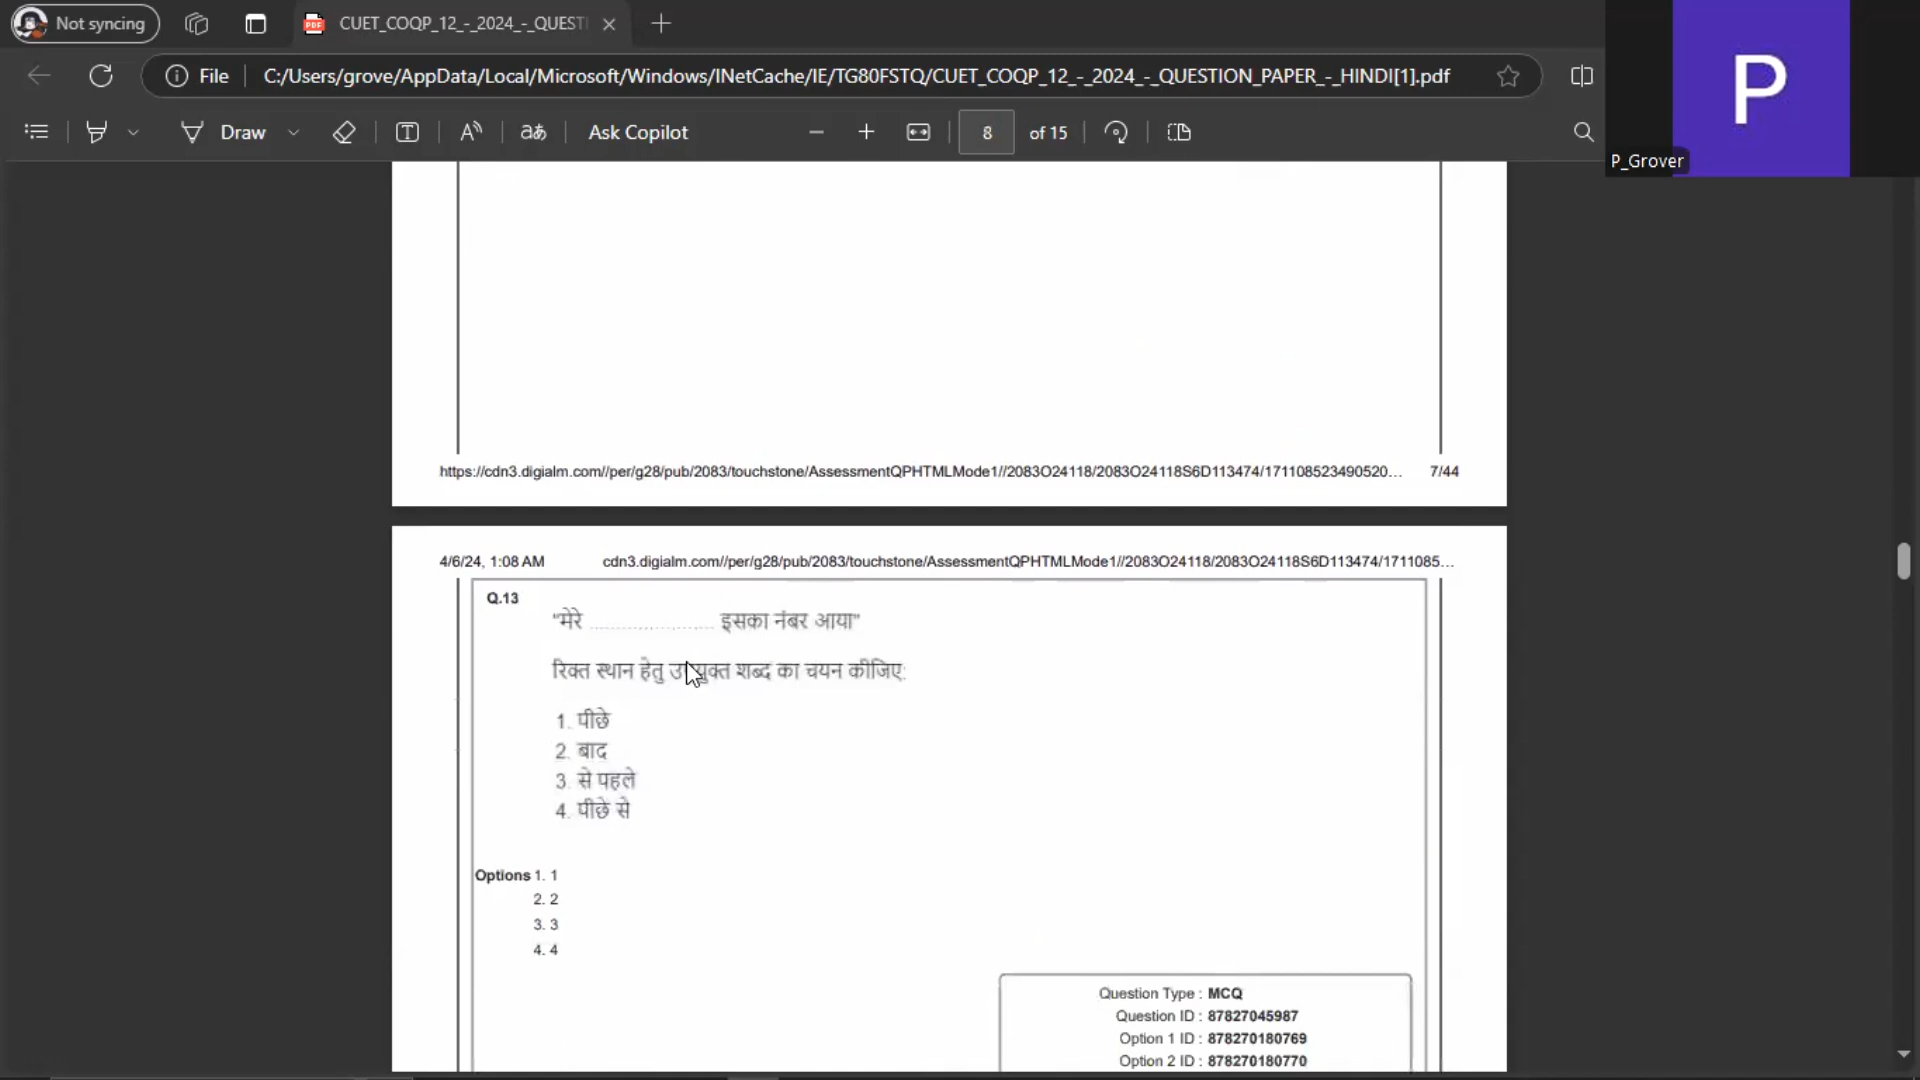 Not syncing
CUET_COQP_12_-_2024_-_QUESTI
File
C:/Users/grove/AppData/Local/Microsoft/Windows/INetCache/IE/TG80FSTQ/CUET_COQP_12_-_2024_-_QUESTION_PAPER_-_HINDI[1].pdf
Draw
Ask Copilot
8 of 15
P
P_Grover
https://cdn3.digialm.com//per/g28/pub/2083/touchstone/AssessmentQPHTMLMode1//2083O24118/2083O24118S6D113474/171108523490520... 7/44
4/6/24, 1:08 AM cdn3.digialm.com//per/g28/pub/2083/touchstone/AssessmentQPHTMLMode1//2083O24118/2083O24118S6D113474/1711085...
Q.13
"मेरे ........................ इसका नंबर आया"
रिक्त स्थान हेतु उपयुक्त शब्द का चयन कीजिए:
1. पीछे
2. बाद
3. से पहले
4. पीछे से
Options 1. 1
2. 2
3. 3
4. 4
Question Type : MCQ
Question ID : 87827045987
Option 1 ID : 878270180769
Option 2 ID : 878270180770